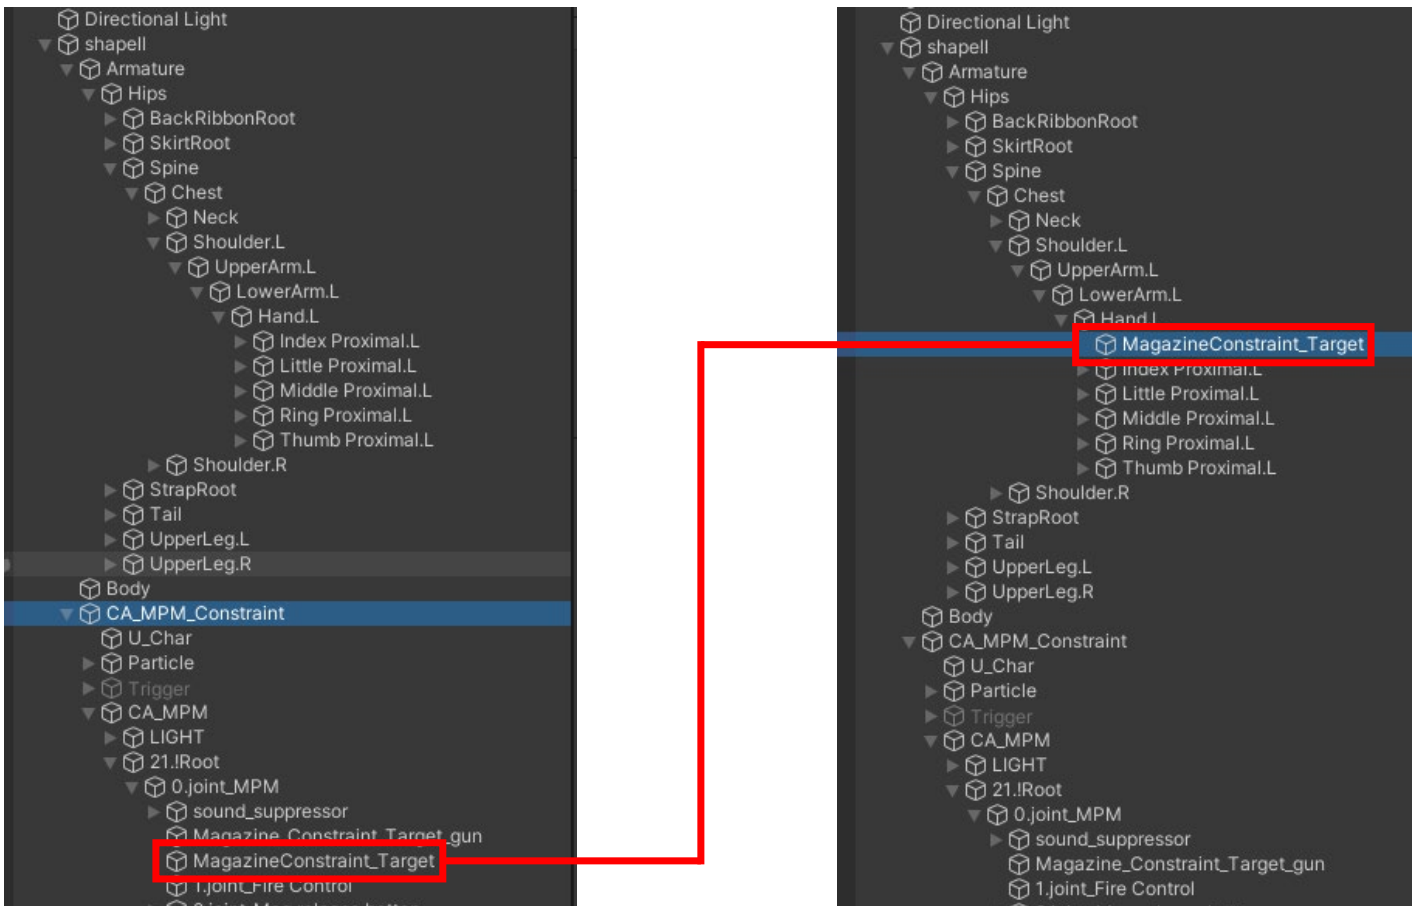 Directional Light
shapell
Armature
Hips
BackRibbonRoot
SkirtRoot
Spine
Chest
Neck
Shoulder.L
UpperArm.L
LowerArm.L
Hand.L
Index Proximal.L
Little Proximal.L
Middle Proximal.L
Ring Proximal.L
Thumb Proximal.L
Shoulder.R
StrapRoot
Tail
UpperLeg.L
UpperLeg.R
Body
CA_MPM_Constraint
U_Char
Particle
Trigger
CA_MPM
LIGHT
21.!Root
0.joint_MPM
sound_suppressor
Magazine_Constraint_Target_gun
MagazineConstraint_Target
1.joint_Fire Control
Directional Light
shapell
Armature
Hips
BackRibbonRoot
SkirtRoot
Spine
Chest
Neck
Shoulder.L
UpperArm.L
LowerArm.L
Hand.L
MagazineConstraint_Target
Index Proximal.L
Little Proximal.L
Middle Proximal.L
Ring Proximal.L
Thumb Proximal.L
Shoulder.R
StrapRoot
Tail
UpperLeg.L
UpperLeg.R
Body
CA_MPM_Constraint
U_Char
Particle
Trigger
CA_MPM
LIGHT
21.!Root
0.joint_MPM
sound_suppressor
Magazine_Constraint_Target_gun
1.joint_Fire Control